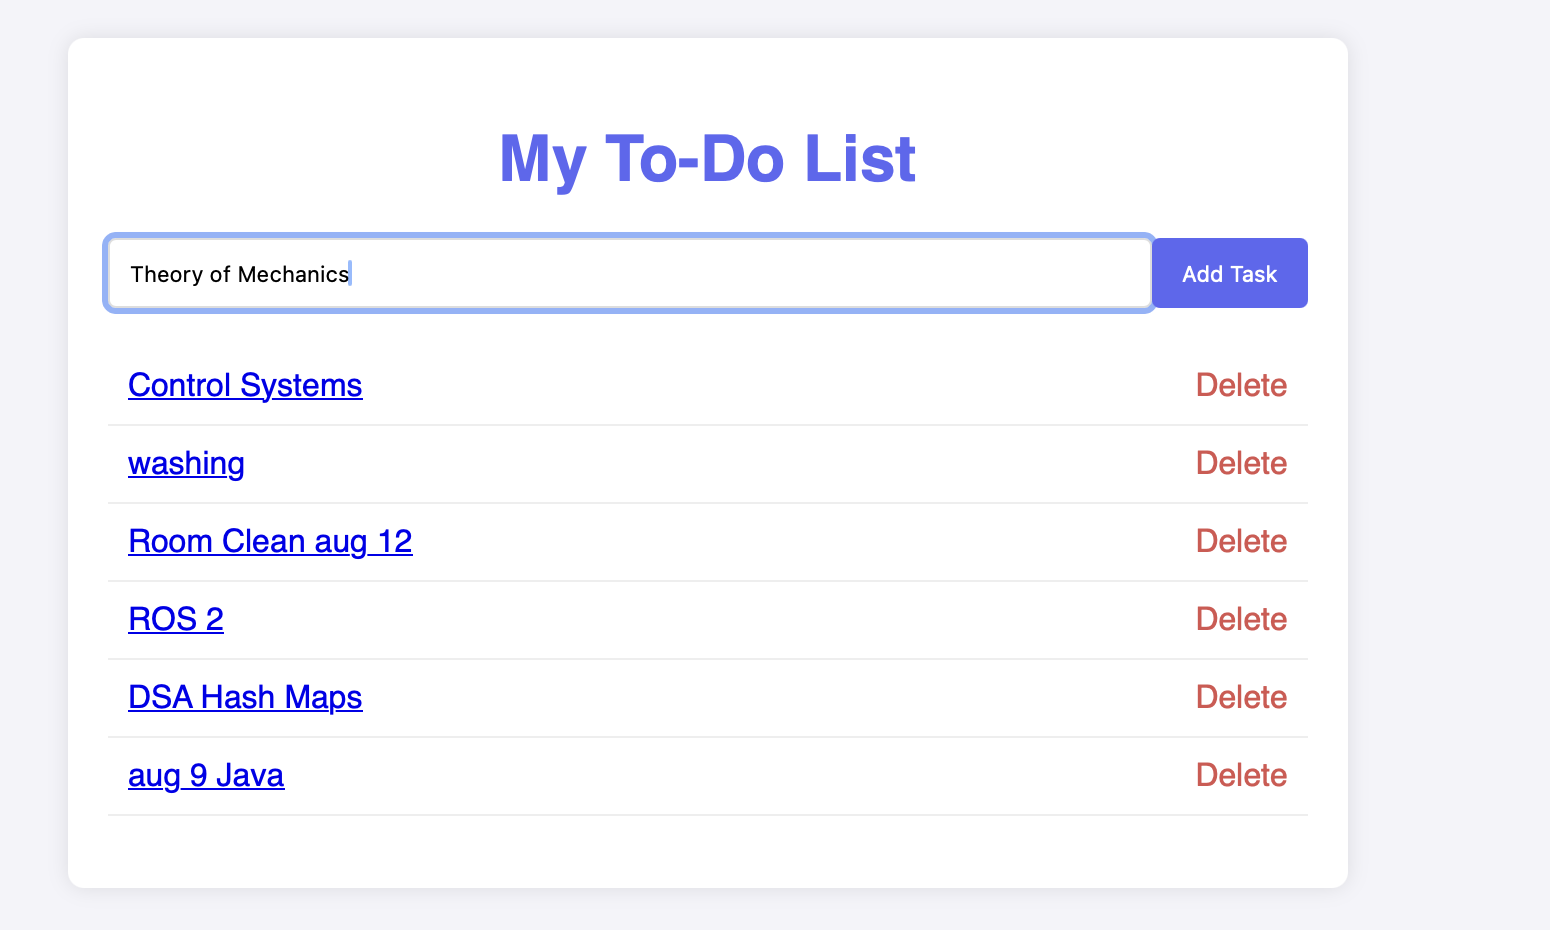 My To-Do List
Theory of Mechanics Add Task
Control Systems Delete
washing Delete
Room Clean aug 12 Delete
ROS 2 Delete
DSA Hash Maps Delete
aug 9 Java Delete